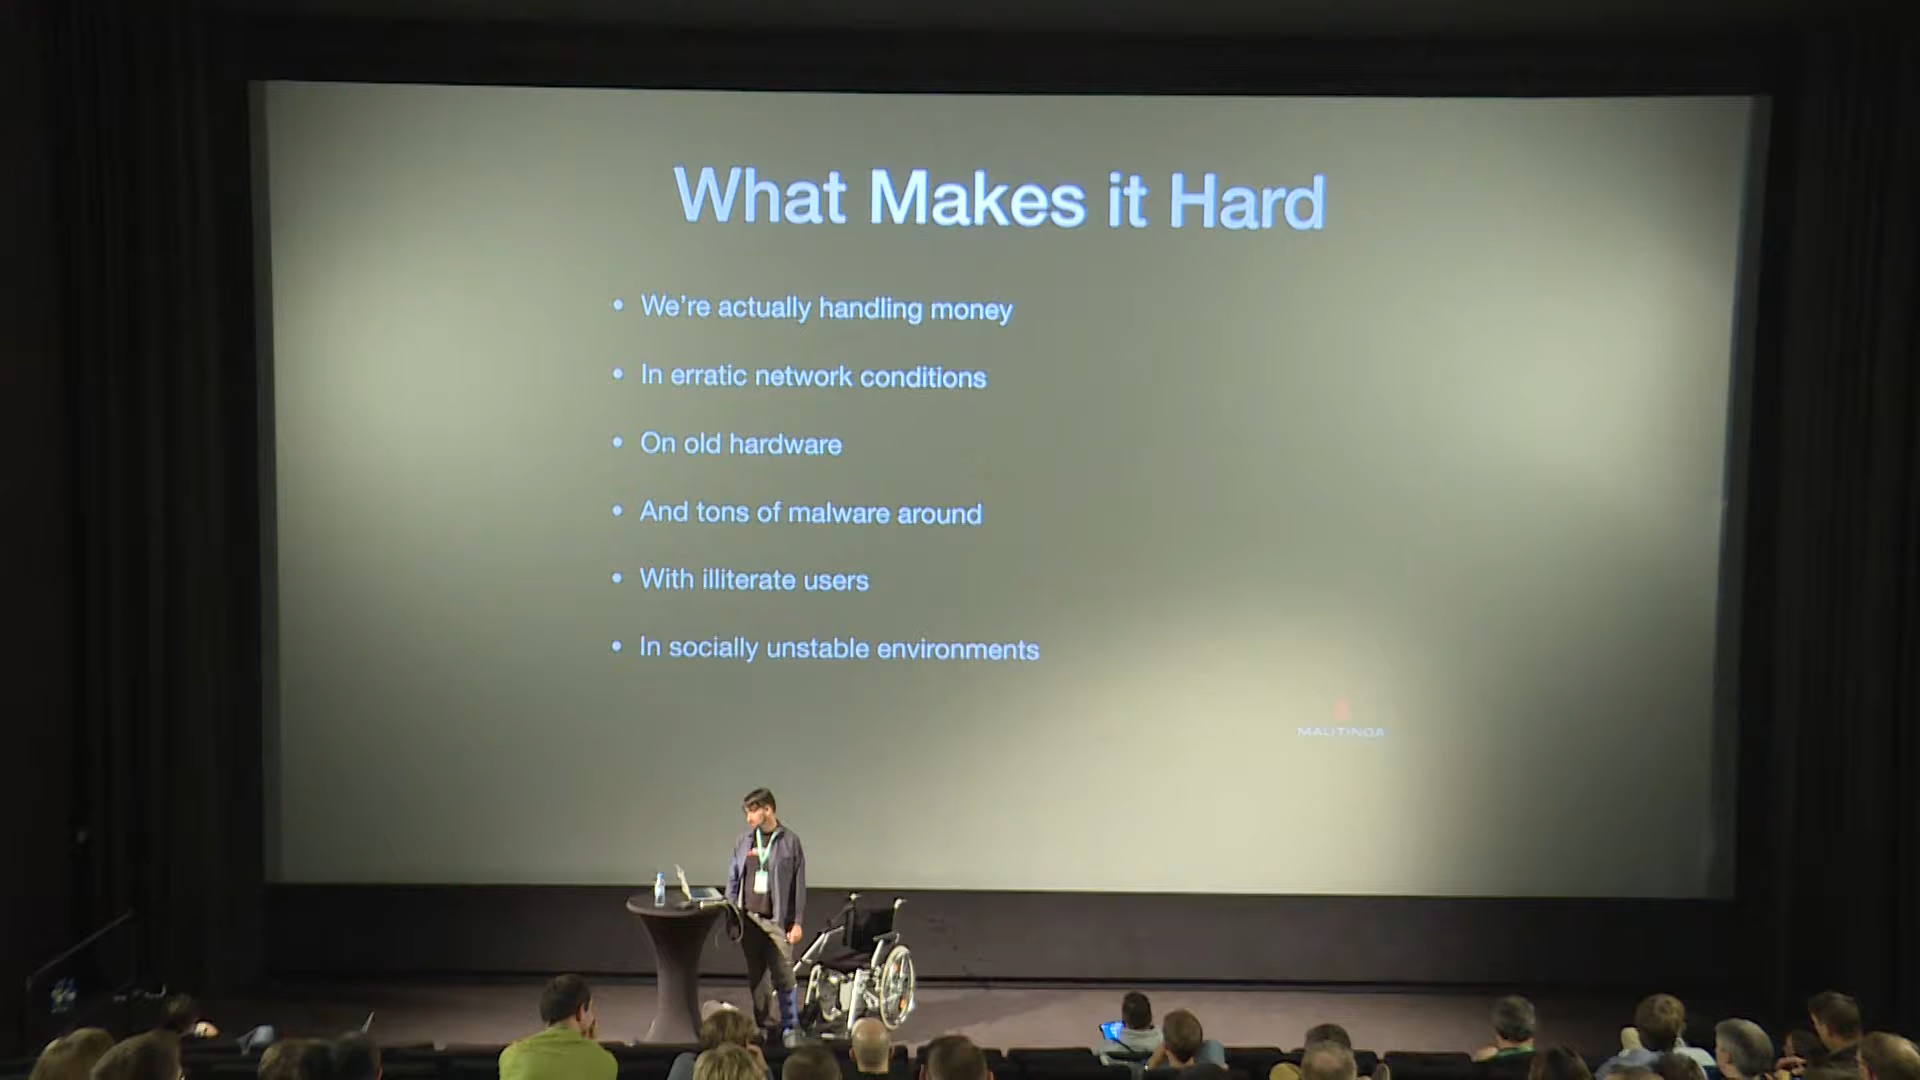 What Makes it Hard
• We're actually handling money
• In erratic network conditions
• On old hardware
• And tons of malware around
• With illiterate users
• In socially unstable environments
MALITINDA